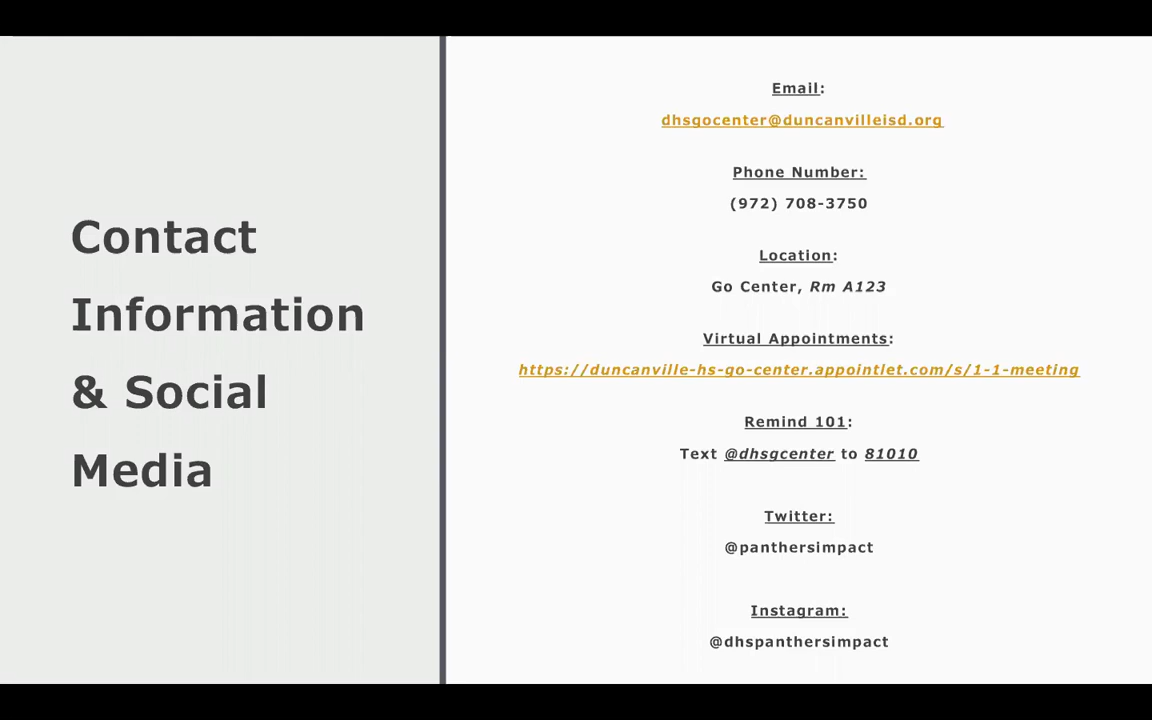 Contact
Information
& Social
Media
Email:
dhsgocenter@duncanvilleisd.org
Phone Number:
(972) 708-3750
Location:
Go Center, Rm A123
Virtual Appointments:
https://duncanville-hs-go-center.appointlet.com/s/1-1-meeting
Remind 101:
Text @dhsgcenter to 81010
Twitter:
@panthersimpact
Instagram:
@dhspanthersimpact